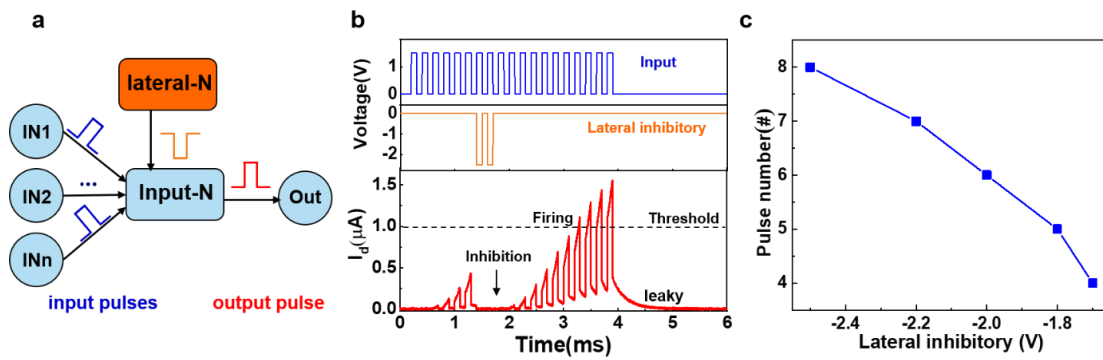 a
lateral-N
IN1
...
IN2
Input-N
Out
INn
input pulses
output pulse
b
Voltage(V)
1
0
Input
0
-1
-2
Lateral inhibitory
I_d(μA)
1.5
1.0
0.5
0.0
Firing
Threshold
Inhibition
leaky
0 1 2 3 4 5 6
Time(ms)
c
Pulse number(#)
8
7
6
5
4
-2.4 -2.2 -2.0 -1.8
Lateral inhibitory (V)